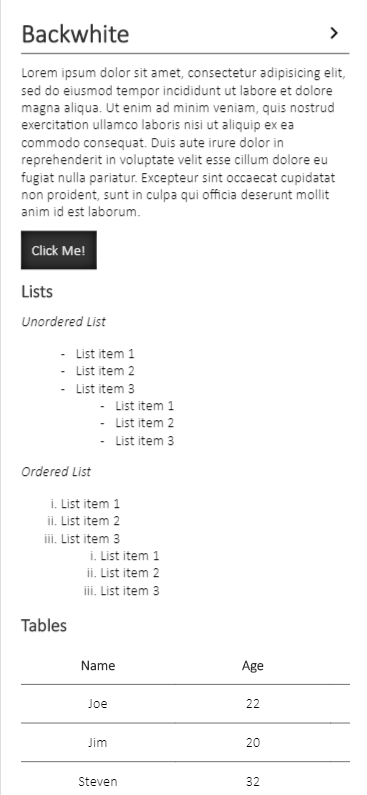 Backwhite
Lorem ipsum dolor sit amet, consectetur adipisicing elit,
sed do eiusmod tempor incididunt ut labore et dolore
magna aliqua. Ut enim ad minim veniam, quis nostrud
exercitation ullamco laboris nisi ut aliquip ex ea
commodo consequat. Duis aute irure dolor in
reprehenderit in voluptate velit esse cillum dolore eu
fugiat nulla pariatur. Excepteur sint occaecat cupidatat
non proident, sunt in culpa qui officia deserunt mollit
anim id est laborum.
Click Me!
Lists
Unordered List
- List item 1
- List item 2
- List item 3
- List item 1
- List item 2
- List item 3
Ordered List
i. List item 1
ii. List item 2
iii. List item 3
i. List item 1
ii. List item 2
iii. List item 3
Tables
Name Age
Joe 22
Jim 20
Steven 32